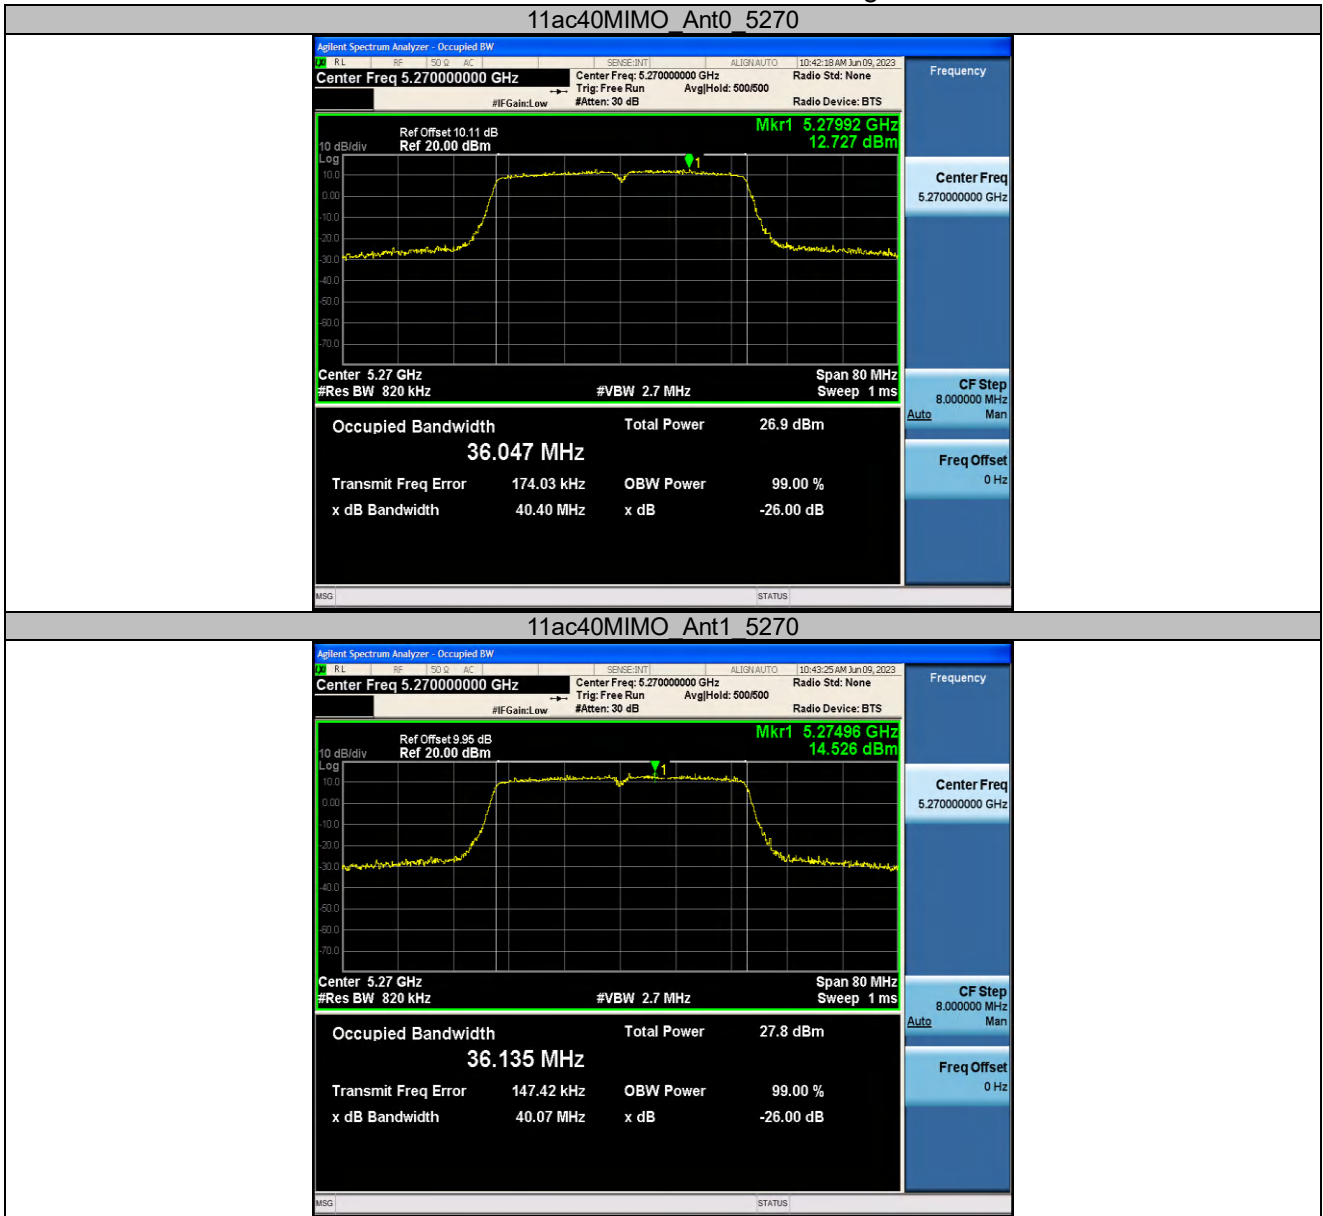 11ac40MIMO_Ant0_5270
Agilent Spectrum Analyzer - Occupied BW
RL RF 50 Ω AC SENSE:INT ALIGN AUTO 10:42:18 AM Jun 09, 2023
Center Freq 5.270000000 GHz
Center Freq: 5.270000000 GHz
Radio Std: None
Trig: Free Run Avg|Hold: 500/500
#IFGain:Low #Atten: 30 dB Radio Device: BTS
Frequency
Mkr1 5.27992 GHz
12.727 dBm
Ref Offset 10.11 dB
10 dB/div Ref 20.00 dBm
Log
10.0
0.00
-10.0
-20.0
-30.0
-40.0
-50.0
-60.0
-70.0
1
Center 5.27 GHz Span 80 MHz
#Res BW 820 kHz #VBW 2.7 MHz Sweep 1 ms
Center Freq
5.270000000 GHz
CF Step
8.000000 MHz
Auto Man
Freq Offset
0 Hz
Occupied Bandwidth Total Power 26.9 dBm
36.047 MHz
Transmit Freq Error 174.03 kHz OBW Power 99.00 %
x dB Bandwidth 40.40 MHz x dB -26.00 dB
MSG STATUS
11ac40MIMO_Ant1_5270
Agilent Spectrum Analyzer - Occupied BW
RL RF 50 Ω AC SENSE:INT ALIGN AUTO 10:43:25 AM Jun 09, 2023
Center Freq 5.270000000 GHz
Center Freq: 5.270000000 GHz
Radio Std: None
Trig: Free Run Avg|Hold: 500/500
#IFGain:Low #Atten: 30 dB Radio Device: BTS
Frequency
Mkr1 5.27496 GHz
14.526 dBm
Ref Offset 9.95 dB
10 dB/div Ref 20.00 dBm
Log
10.0
0.00
-10.0
-20.0
-30.0
-40.0
-50.0
-60.0
-70.0
1
Center 5.27 GHz Span 80 MHz
#Res BW 820 kHz #VBW 2.7 MHz Sweep 1 ms
Center Freq
5.270000000 GHz
CF Step
8.000000 MHz
Auto Man
Freq Offset
0 Hz
Occupied Bandwidth Total Power 27.8 dBm
36.135 MHz
Transmit Freq Error 147.42 kHz OBW Power 99.00 %
x dB Bandwidth 40.07 MHz x dB -26.00 dB
MSG STATUS